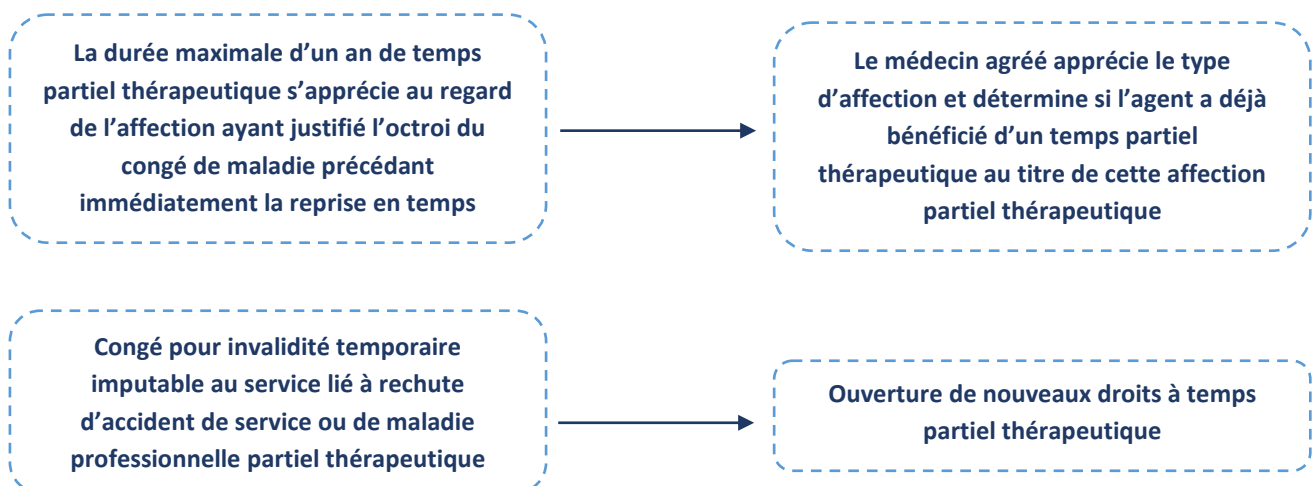 La durée maximale d’un an de temps
partiel thérapeutique s’apprécie au regard
de l’affection ayant justifié l’octroi du
congé de maladie précédant
immédiatement la reprise en temps
Le médecin agréé apprécie le type
d’affection et détermine si l’agent a déjà
bénéficié d’un temps partiel
thérapeutique au titre de cette affection
partiel thérapeutique
Congé pour invalidité temporaire
imputable au service lié à rechute
d’accident de service ou de maladie
professionnelle partiel thérapeutique
Ouverture de nouveaux droits à temps
partiel thérapeutique